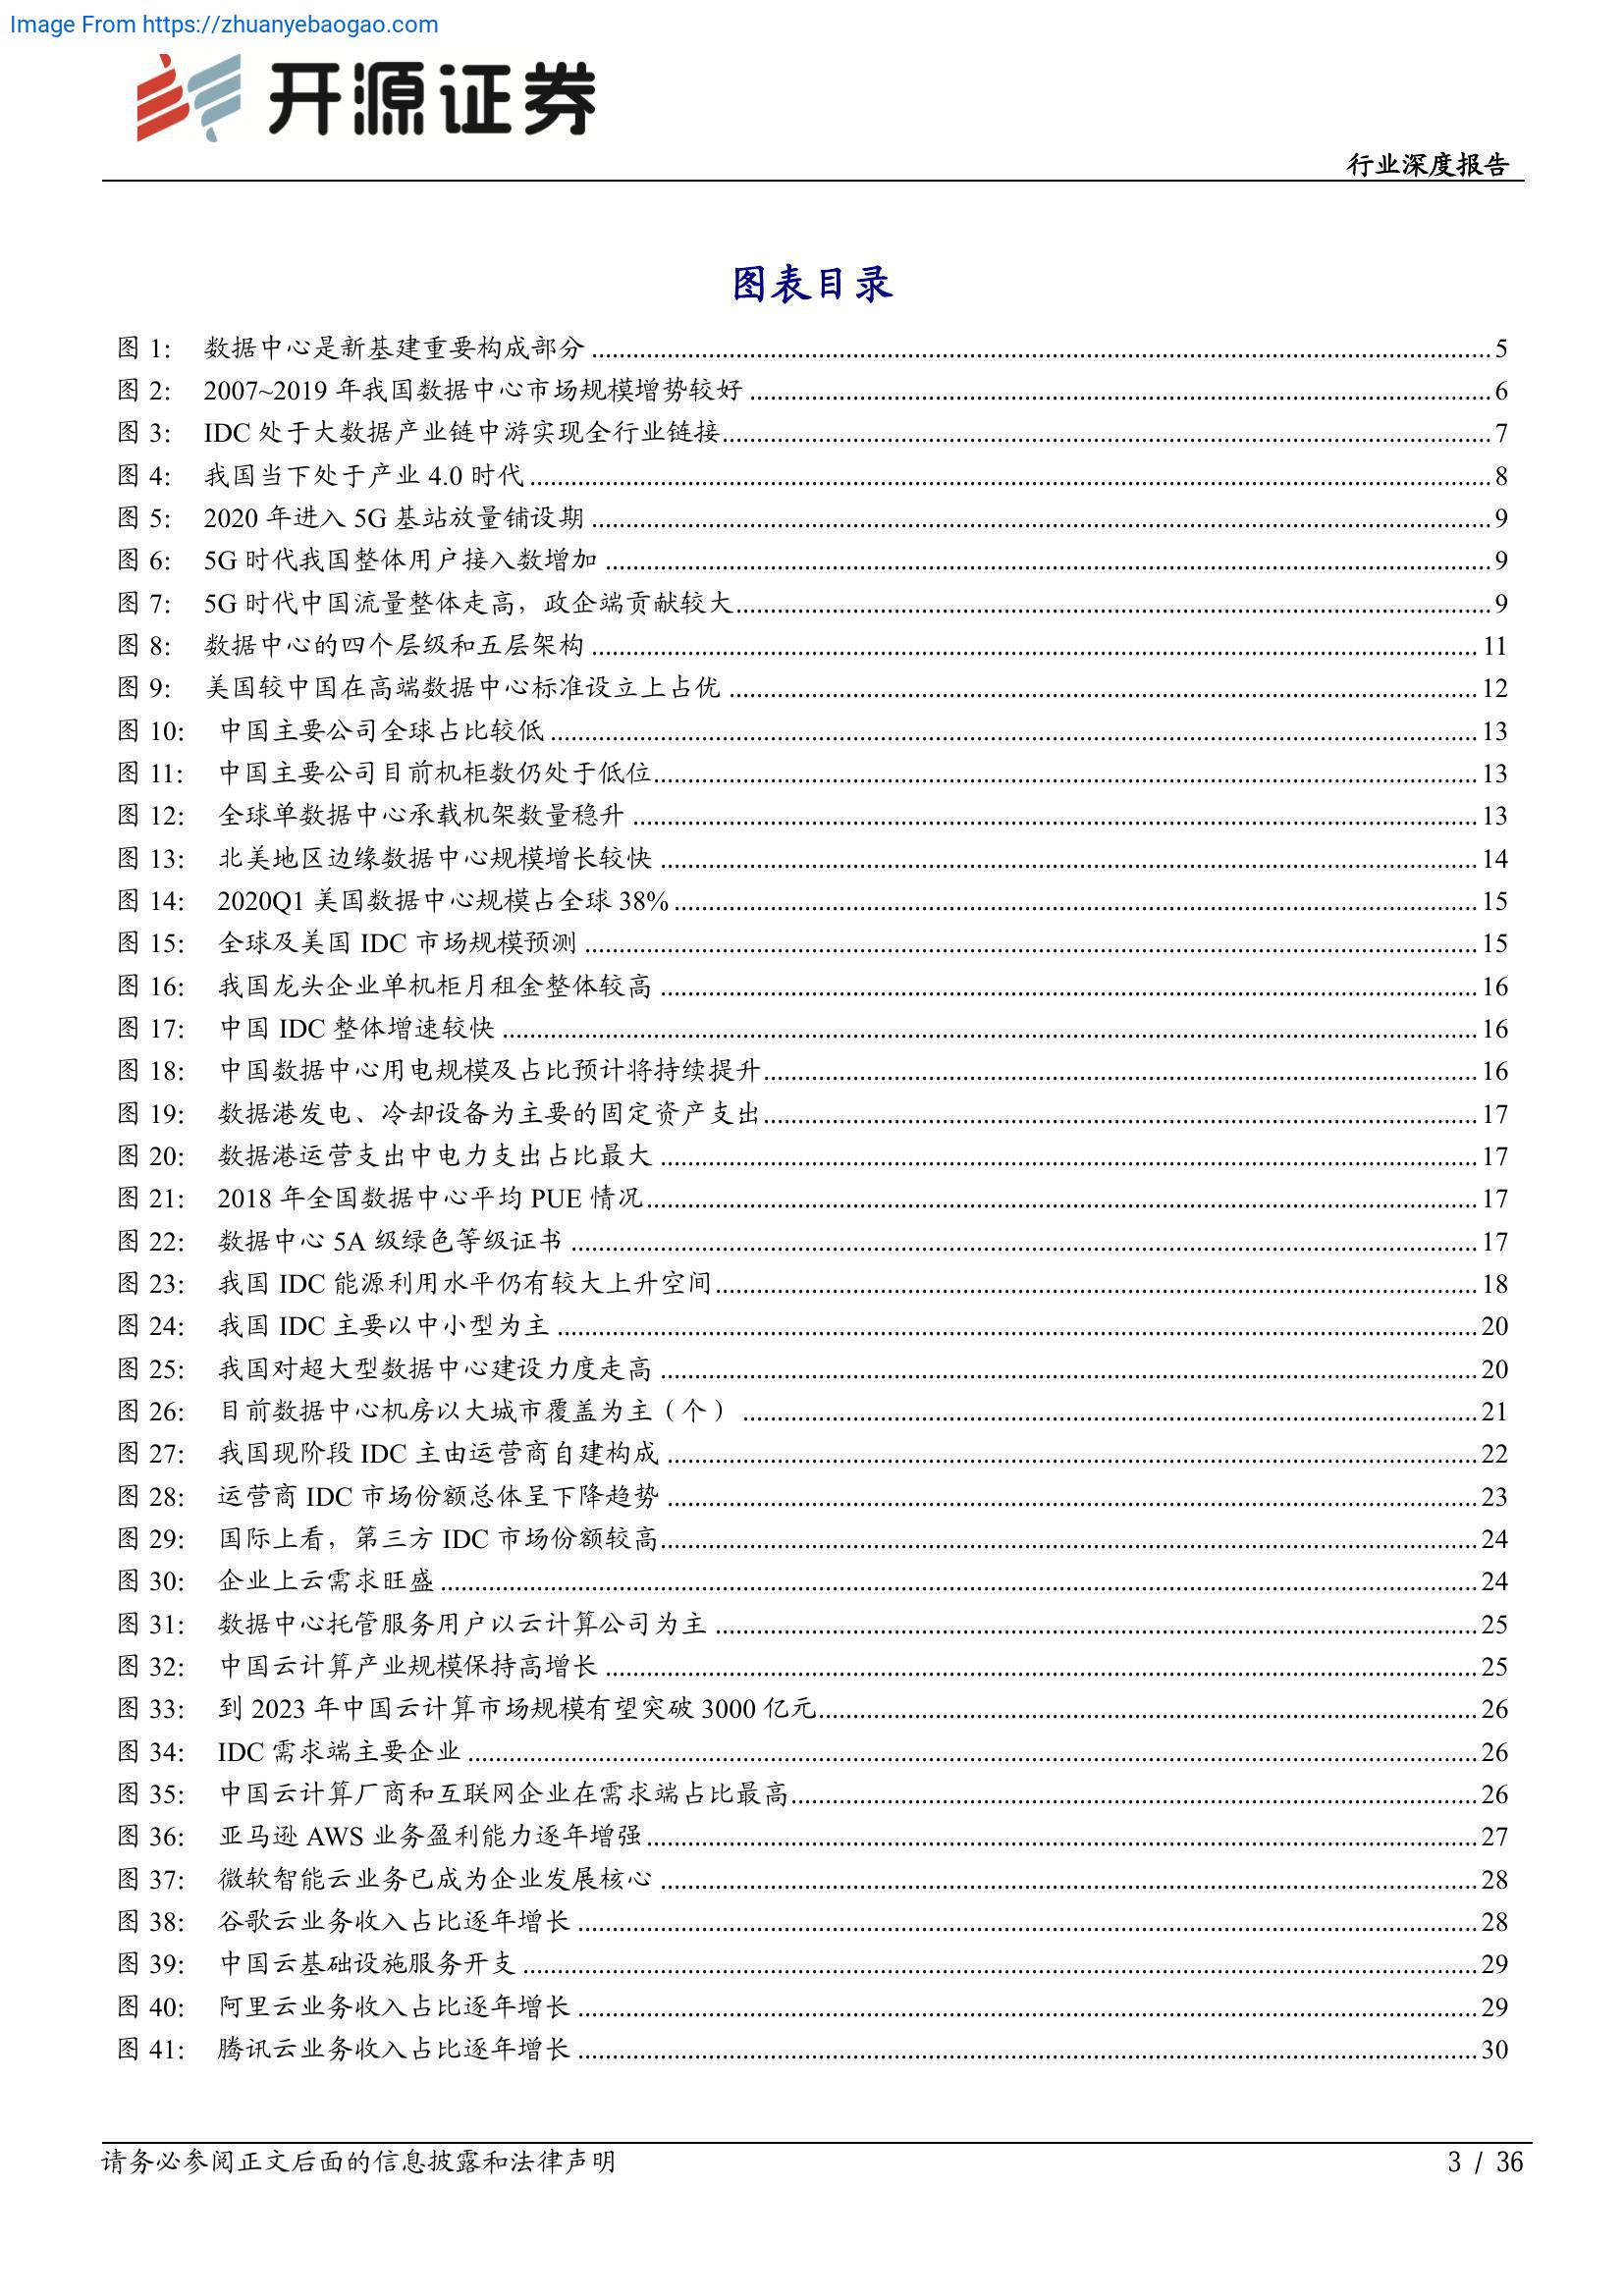 Image From https://zhuanyebaogao.com
开源证券
行业深度报告
图表目录
图 1: 数据中心是新基建重要构成部分 ........ 5
图 2: 2007~2019 年我国数据中心市场规模增势较好 ........ 6
图 3: IDC 处于大数据产业链中游实现全行业链接 ........ 7
图 4: 我国当下处于产业 4.0 时代 ........ 8
图 5: 2020 年进入 5G 基站放量铺设期 ........ 9
图 6: 5G 时代我国整体用户接入数增加 ........ 9
图 7: 5G 时代中国流量整体走高，政企端贡献较大 ........ 9
图 8: 数据中心的四个层级和五层架构 ........ 11
图 9: 美国较中国在高端数据中心标准设立上占优 ........ 12
图 10: 中国主要公司全球占比较低 ........ 13
图 11: 中国主要公司目前机柜数仍处于低位 ........ 13
图 12: 全球单数据中心承载机架数量稳升 ........ 13
图 13: 北美地区边缘数据中心规模增长较快 ........ 14
图 14: 2020Q1 美国数据中心规模占全球 38% ........ 15
图 15: 全球及美国 IDC 市场规模预测 ........ 15
图 16: 我国龙头企业单机柜月租金整体较高 ........ 16
图 17: 中国 IDC 整体增速较快 ........ 16
图 18: 中国数据中心用电规模及占比预计将持续提升 ........ 16
图 19: 数据港发电、冷却设备为主要的固定资产支出 ........ 17
图 20: 数据港运营支出中电力支出占比最大 ........ 17
图 21: 2018 年全国数据中心平均 PUE 情况 ........ 17
图 22: 数据中心 5A 级绿色等级证书 ........ 17
图 23: 我国 IDC 能源利用水平仍有较大上升空间 ........ 18
图 24: 我国 IDC 主要以中小型为主 ........ 20
图 25: 我国对超大型数据中心建设力度走高 ........ 20
图 26: 目前数据中心机房以大城市覆盖为主（个） ........ 21
图 27: 我国现阶段 IDC 主由运营商自建构成 ........ 22
图 28: 运营商 IDC 市场份额总体呈下降趋势 ........ 23
图 29: 国际上看，第三方 IDC 市场份额较高 ........ 24
图 30: 企业上云需求旺盛 ........ 24
图 31: 数据中心托管服务用户以云计算公司为主 ........ 25
图 32: 中国云计算产业规模保持高增长 ........ 25
图 33: 到 2023 年中国云计算市场规模有望突破 3000 亿元 ........ 26
图 34: IDC 需求端主要企业 ........ 26
图 35: 中国云计算厂商和互联网企业在需求端占比最高 ........ 26
图 36: 亚马逊 AWS 业务盈利能力逐年增强 ........ 27
图 37: 微软智能云业务已成为企业发展核心 ........ 28
图 38: 谷歌云业务收入占比逐年增长 ........ 28
图 39: 中国云基础设施服务开支 ........ 29
图 40: 阿里云业务收入占比逐年增长 ........ 29
图 41: 腾讯云业务收入占比逐年增长 ........ 30
请务必参阅正文后面的信息披露和法律声明
3 / 36